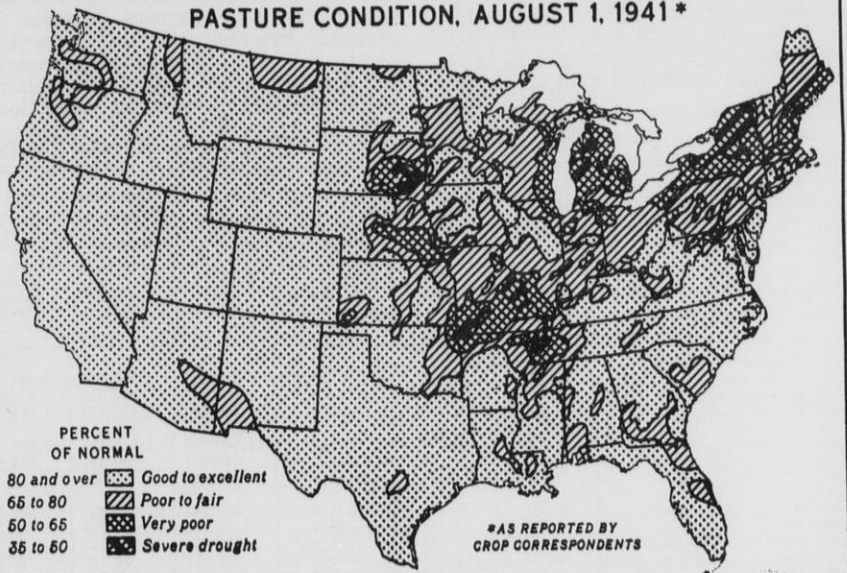 PASTURE CONDITION, AUGUST 1, 1941*
PERCENT
OF NORMAL
80 and over Good to excellent
65 to 80 Poor to fair
50 to 65 Very poor
35 to 50 Severe drought
*AS REPORTED BY
CROP CORRESPONDENTS